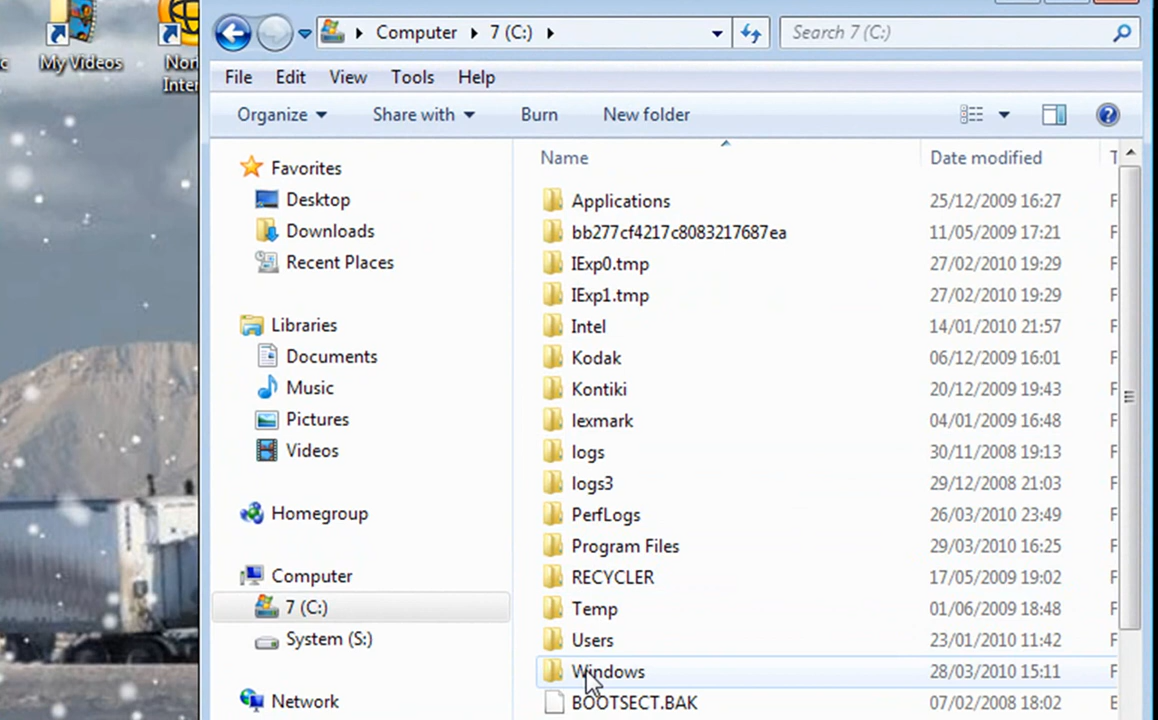 My Videos
Nor
Inter
Computer
7 (C:)
Search 7 (C:)
File
Edit
View
Tools
Help
Organize
Share with
Burn
New folder
Favorites
Desktop
Downloads
Recent Places
Libraries
Documents
Music
Pictures
Videos
Homegroup
Computer
7 (C:)
System (S:)
Network
Name
Date modified
T
Applications 25/12/2009 16:27 F
bb277cf4217c8083217687ea 11/05/2009 17:21 F
IExp0.tmp 27/02/2010 19:29 F
IExp1.tmp 27/02/2010 19:29 F
Intel 14/01/2010 21:57 F
Kodak 06/12/2009 16:01 F
Kontiki 20/12/2009 19:43 F
lexmark 04/01/2009 16:48 F
logs 30/11/2008 19:13 F
logs3 29/12/2008 21:03 F
PerfLogs 26/03/2010 23:49 F
Program Files 29/03/2010 16:25 F
RECYCLER 17/05/2009 19:02 F
Temp 01/06/2009 18:48 F
Users 23/01/2010 11:42 F
Windows 28/03/2010 15:11 F
BOOTSECT.BAK 07/02/2008 18:02 E